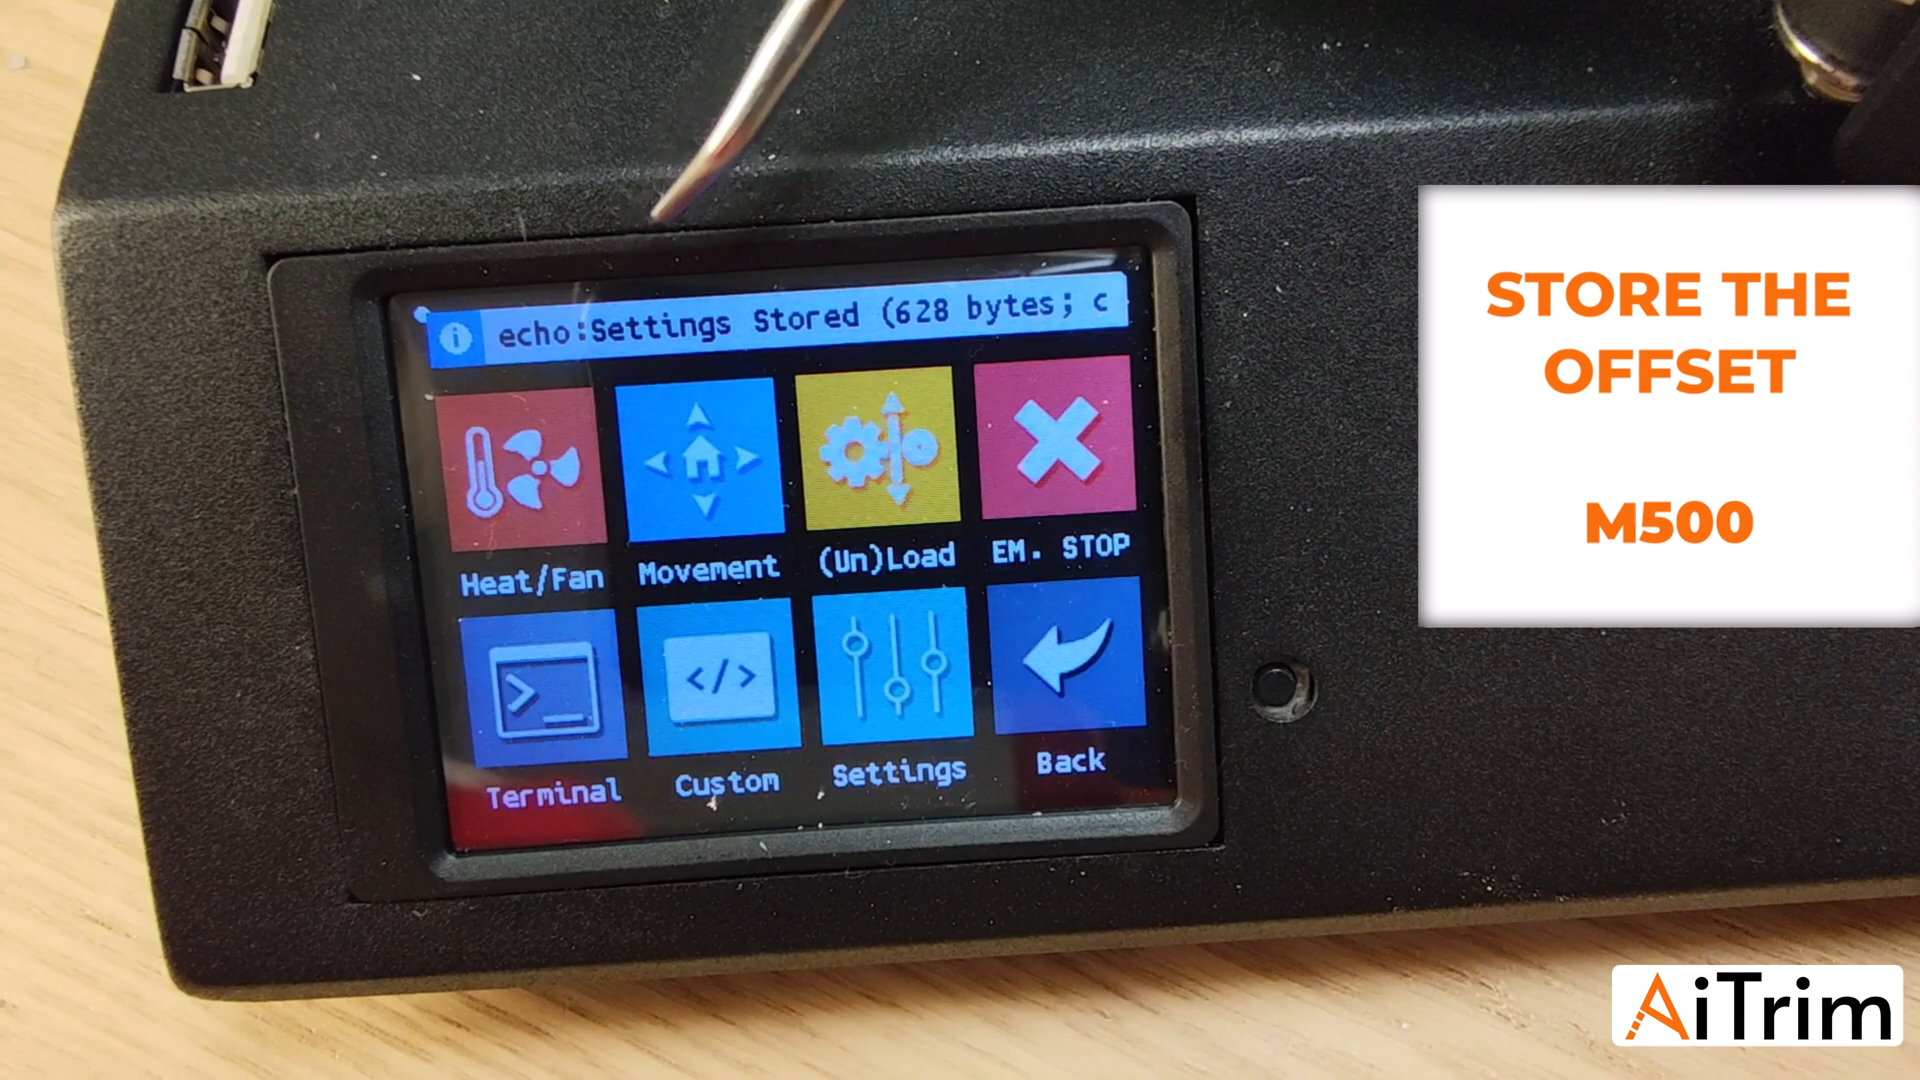 echo:Settings Stored (628 bytes; c
Heat/Fan
Movement
(Un)Load
EM. STOP
Terminal
Custom
Settings
Back
STORE THE
OFFSET
M500
AiTrim